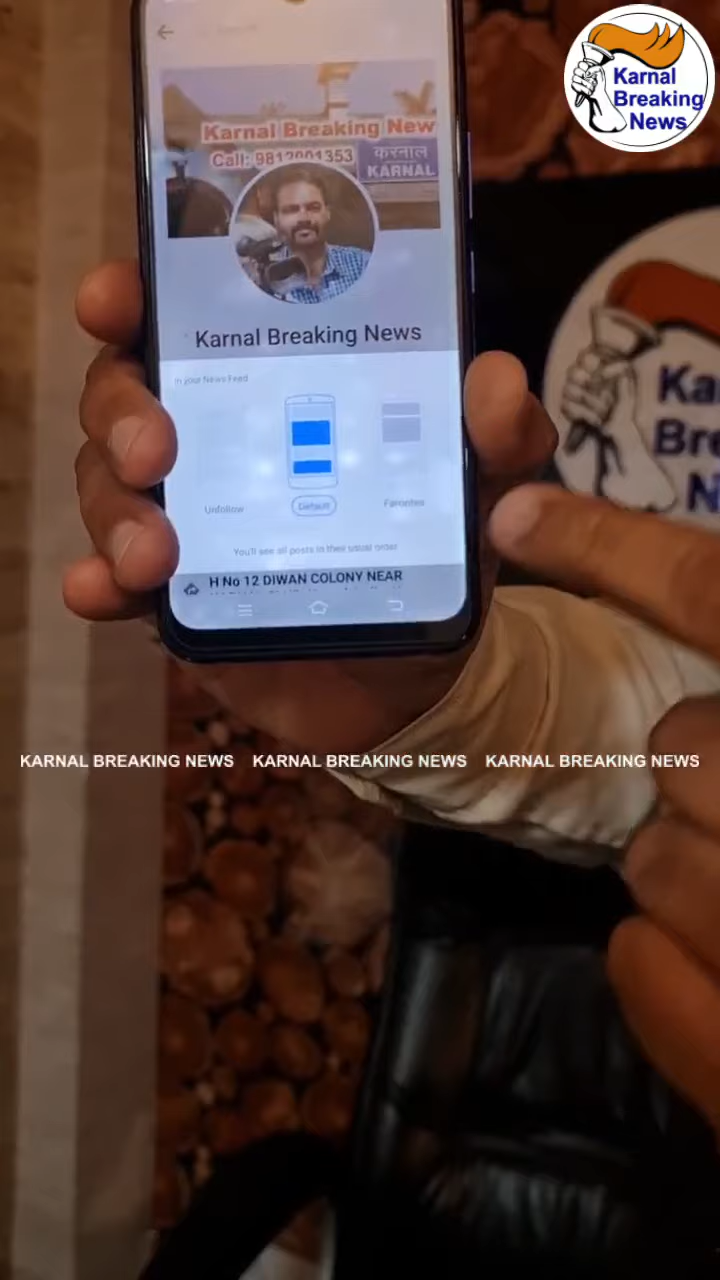 Karnal
Breaking
News
Karnal Breaking New
Call: 9812001353
करनाल
KARNAL
Karnal Breaking News
In your News Feed
Unfollow
Default
Favorites
You'll see all posts in their usual order
H No 12 DIWAN COLONY NEAR
Ka
Bre
N
KARNAL BREAKING NEWS KARNAL BREAKING NEWS KARNAL BREAKING NEWS